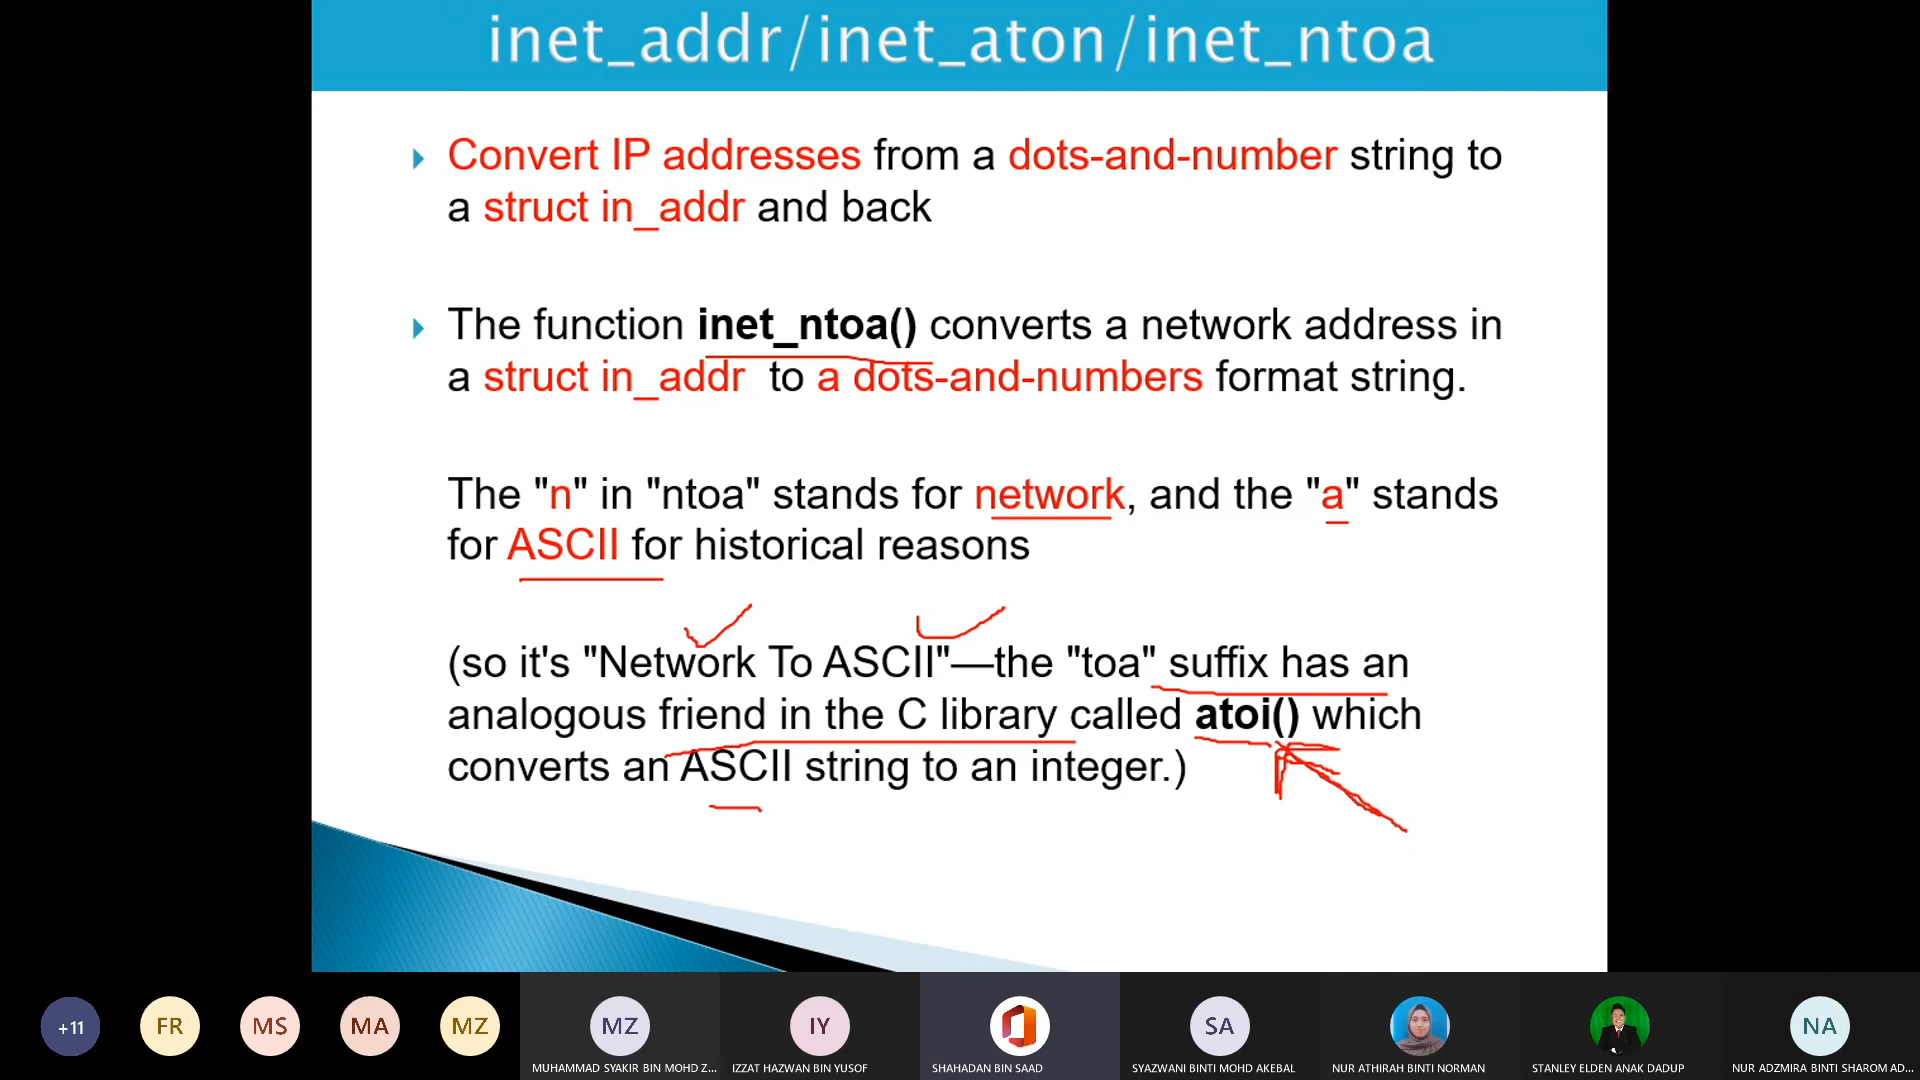 inet_addr/inet_aton/inet_ntoa
Convert IP addresses from a dots-and-number string to
a struct in_addr and back
The function inet_ntoa() converts a network address in
a struct in_addr to a dots-and-numbers format string.
The "n" in "ntoa" stands for network, and the "a" stands
for ASCII for historical reasons
(so it's "Network To ASCII"—the "toa" suffix has an
analogous friend in the C library called atoi() which
converts an ASCII string to an integer.)
+11
FR
MS
MA
MZ
MZ
IY
SA
NA
MUHAMMAD SYAKIR BIN MOHD Z...
IZZAT HAZWAN BIN YUSOF
SHAHADAN BIN SAAD
SYAZWANI BINTI MOHD AKEBAL
NUR ATHIRAH BINTI NORMAN
STANLEY ELDEN ANAK DADUP
NUR ADZMIRA BINTI SHAROM AD...